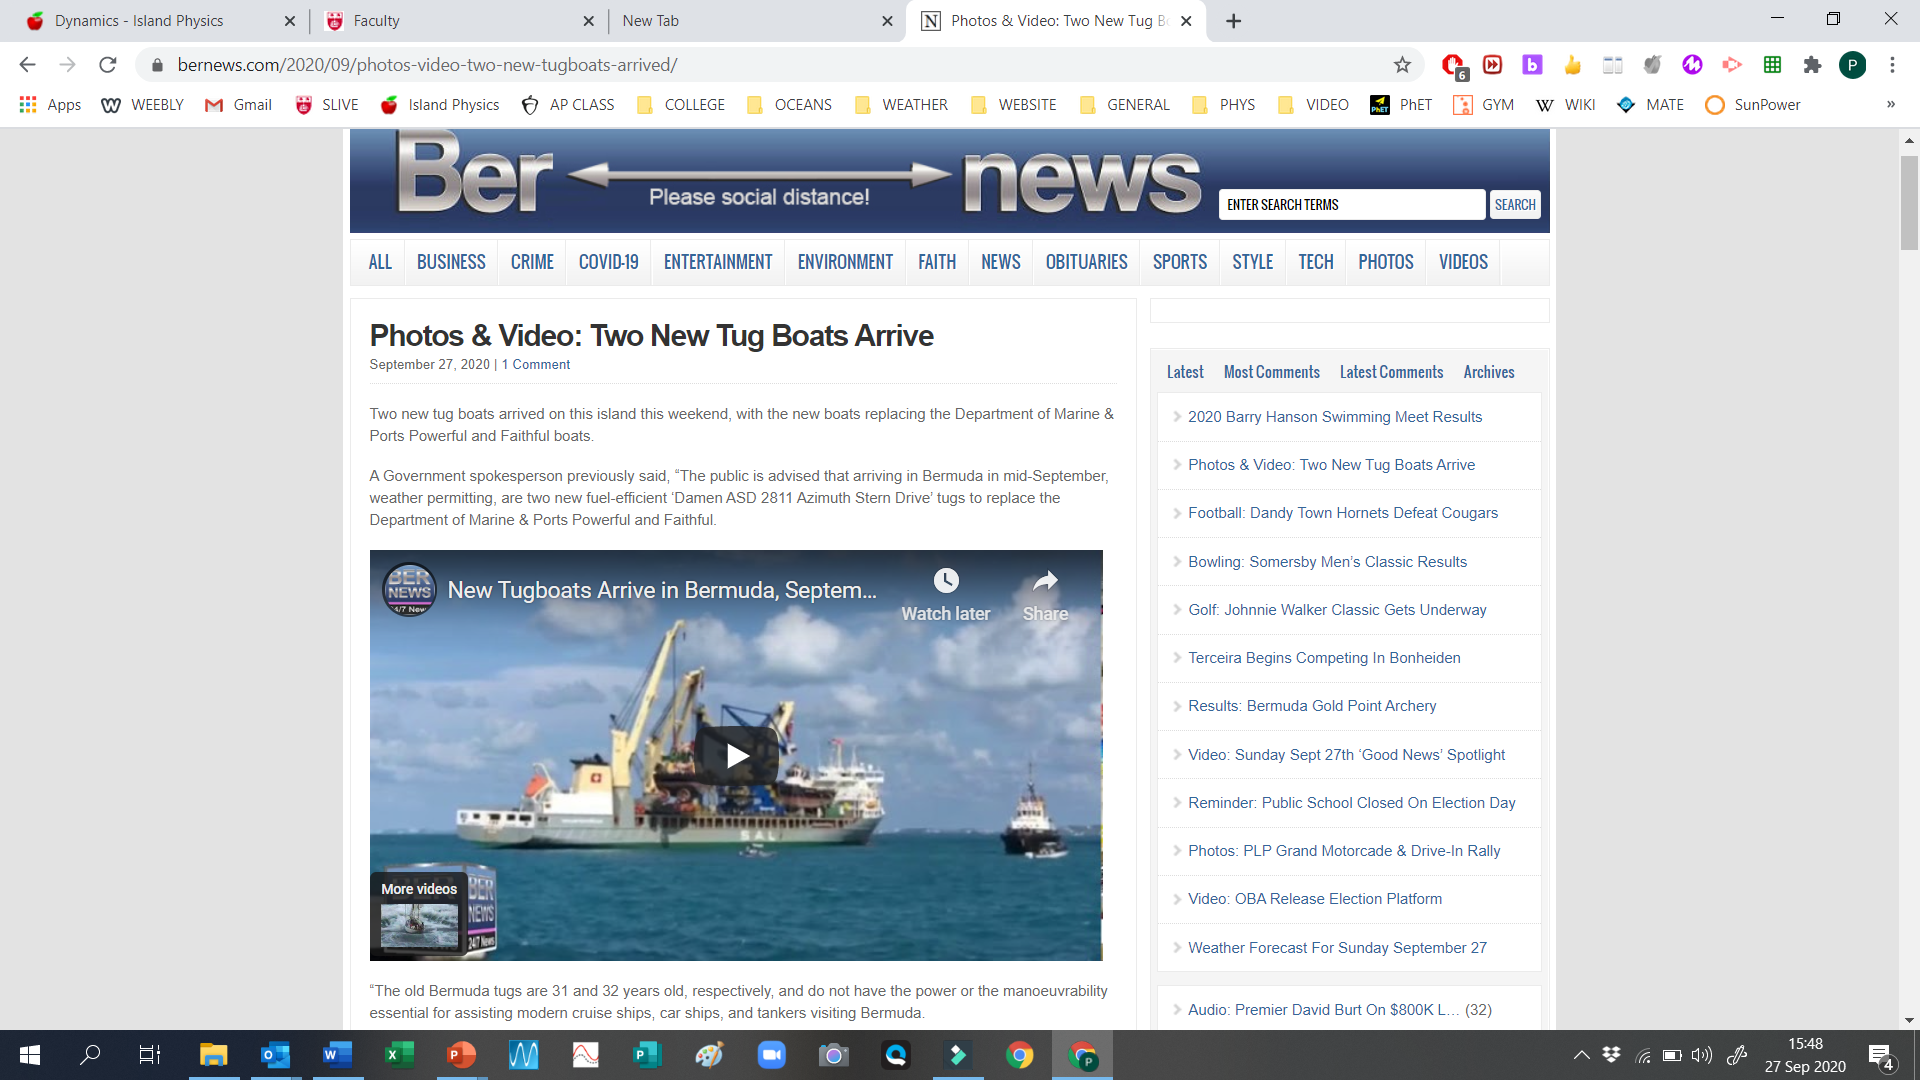 Dynamics - Island Physics
Faculty
New Tab
Photos & Video: Two New Tug B
bernews.com/2020/09/photos-video-two-new-tugboats-arrived/
6
P
Apps WEEBLY Gmail SLIVE Island Physics AP CLASS COLLEGE OCEANS WEATHER WEBSITE GENERAL PHYS VIDEO PhET GYM WIKI MATE SunPower »
Ber news
Please social distance!
ENTER SEARCH TERMS SEARCH
ALL BUSINESS CRIME COVID-19 ENTERTAINMENT ENVIRONMENT FAITH NEWS OBITUARIES SPORTS STYLE TECH PHOTOS VIDEOS
Photos & Video: Two New Tug Boats Arrive
September 27, 2020 | 1 Comment
Two new tug boats arrived on this island this weekend, with the new boats replacing the Department of Marine &
Ports Powerful and Faithful boats.
A Government spokesperson previously said, “The public is advised that arriving in Bermuda in mid-September,
weather permitting, are two new fuel-efficient ‘Damen ASD 2811 Azimuth Stern Drive’ tugs to replace the
Department of Marine & Ports Powerful and Faithful.
BER
NEWS
24/7 New
New Tugboats Arrive in Bermuda, Septem...
Watch later
Share
SAL
More videos
BER
NEWS
24/7 News
“The old Bermuda tugs are 31 and 32 years old, respectively, and do not have the power or the manoeuvrability
essential for assisting modern cruise ships, car ships, and tankers visiting Bermuda.
Latest Most Comments Latest Comments Archives
2020 Barry Hanson Swimming Meet Results
Photos & Video: Two New Tug Boats Arrive
Football: Dandy Town Hornets Defeat Cougars
Bowling: Somersby Men’s Classic Results
Golf: Johnnie Walker Classic Gets Underway
Terceira Begins Competing In Bonheiden
Results: Bermuda Gold Point Archery
Video: Sunday Sept 27th ‘Good News’ Spotlight
Reminder: Public School Closed On Election Day
Photos: PLP Grand Motorcade & Drive-In Rally
Video: OBA Release Election Platform
Weather Forecast For Sunday September 27
Audio: Premier David Burt On $800K L... (32)
15:48
27 Sep 2020
4